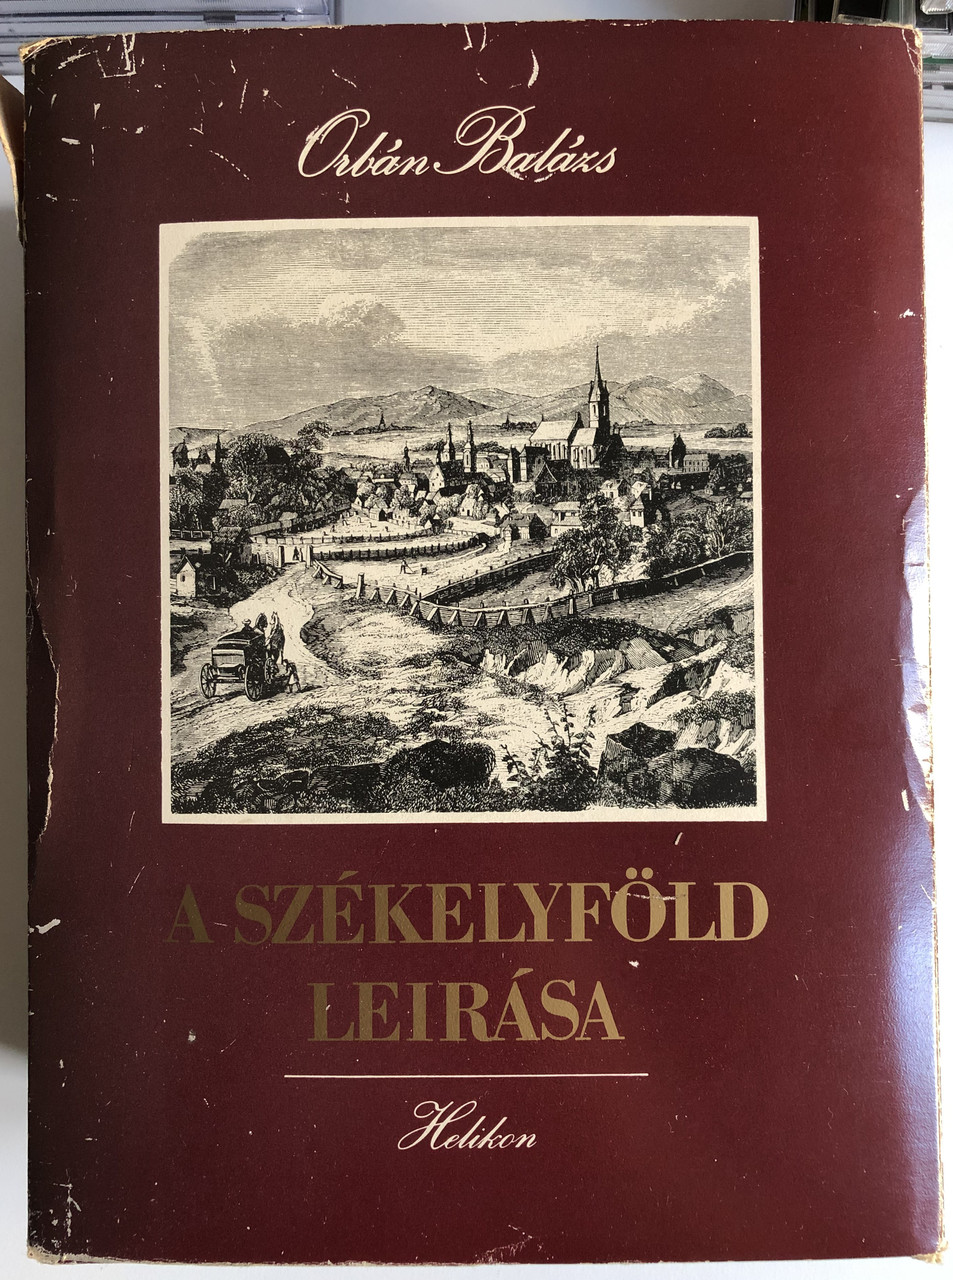 Orbán Balázs
A SZÉKELYFÖLD
LEIRÁSA
Helikon